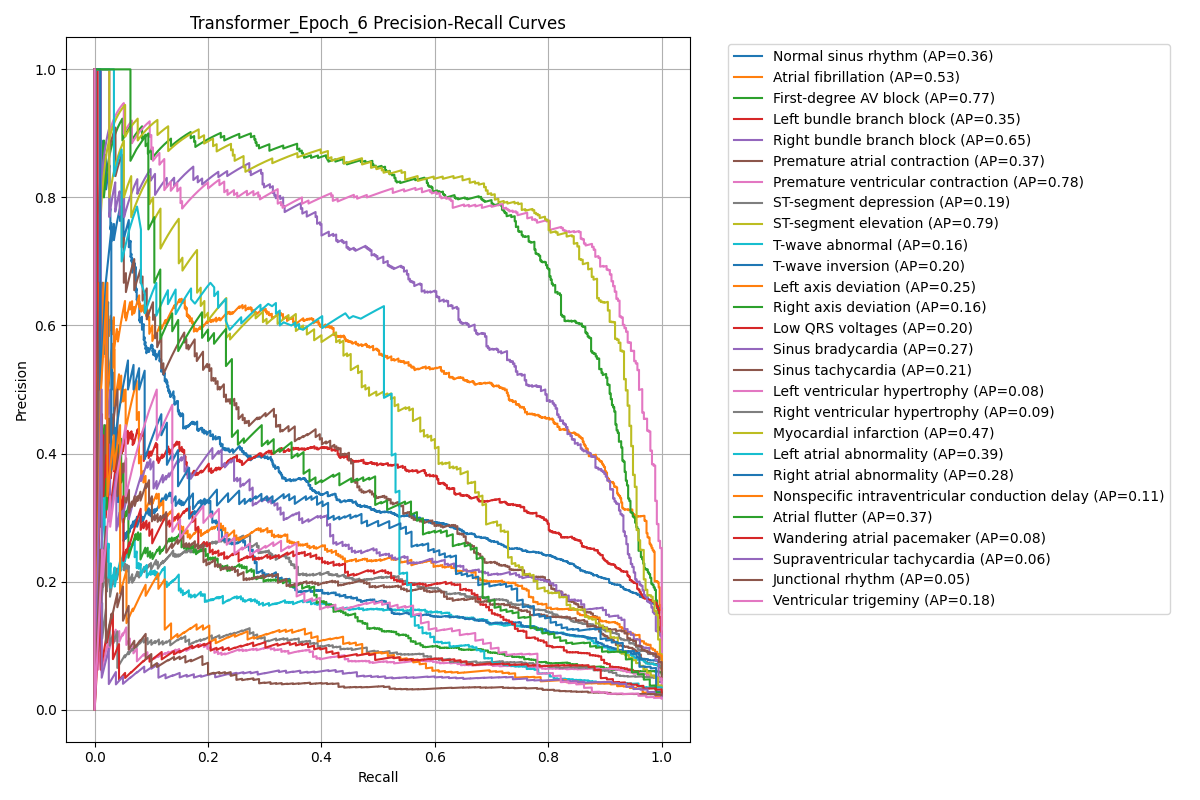 Transformer_Epoch_6 Precision-Recall Curves
1.0
0.8
0.6
0.4
0.2
0.0
Precision
0.0 0.2 0.4 0.6 0.8 1.0
Recall
Normal sinus rhythm (AP=0.36)
Atrial fibrillation (AP=0.53)
First-degree AV block (AP=0.77)
Left bundle branch block (AP=0.35)
Right bundle branch block (AP=0.65)
Premature atrial contraction (AP=0.37)
Premature ventricular contraction (AP=0.78)
ST-segment depression (AP=0.19)
ST-segment elevation (AP=0.79)
T-wave abnormal (AP=0.16)
T-wave inversion (AP=0.20)
Left axis deviation (AP=0.25)
Right axis deviation (AP=0.16)
Low QRS voltages (AP=0.20)
Sinus bradycardia (AP=0.27)
Sinus tachycardia (AP=0.21)
Left ventricular hypertrophy (AP=0.08)
Right ventricular hypertrophy (AP=0.09)
Myocardial infarction (AP=0.47)
Left atrial abnormality (AP=0.39)
Right atrial abnormality (AP=0.28)
Nonspecific intraventricular conduction delay (AP=0.11)
Atrial flutter (AP=0.37)
Wandering atrial pacemaker (AP=0.08)
Supraventricular tachycardia (AP=0.06)
Junctional rhythm (AP=0.05)
Ventricular trigeminy (AP=0.18)